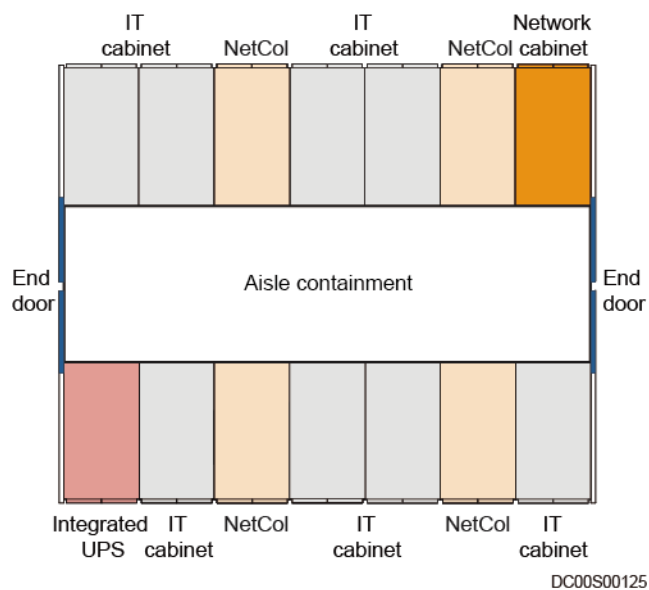 IT cabinet
NetCol
IT cabinet
NetCol
Network cabinet
End door
Aisle containment
End door
Integrated UPS
IT cabinet
NetCol
IT cabinet
NetCol
IT cabinet
DC00S00125